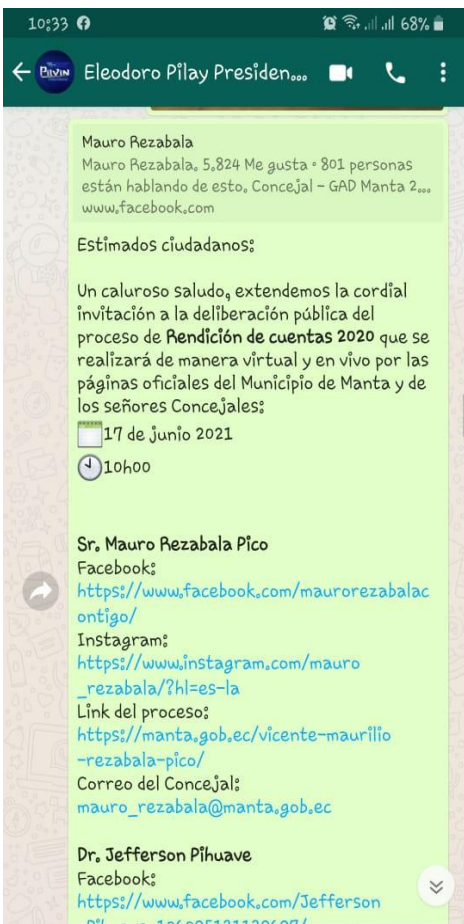 10:33 68%
PILVIN Eleodoro Pilay Presiden...
Mauro Rezabala
Mauro Rezabala. 5,824 Me gusta · 801 personas
están hablando de esto. Concejal - GAD Manta 2...
www.facebook.com
Estimados ciudadanos:
Un caluroso saludo, extendemos la cordial
invitación a la deliberación pública del
proceso de Rendición de cuentas 2020 que se
realizará de manera virtual y en vivo por las
páginas oficiales del Municipio de Manta y de
los señores Concejales:
17 de junio 2021
10h00
Sr. Mauro Rezabala Pico
Facebook:
https://www.facebook.com/maurorezabalac
ontigo/
Instagram:
https://www.instagram.com/mauro
_rezabala/?hl=es-la
Link del proceso:
https://manta.gob.ec/vicente-maurilio
-rezabala-pico/
Correo del Concejal:
mauro_rezabala@manta.gob.ec
Dr. Jefferson Pihuave
Facebook:
https://www.facebook.com/Jefferson